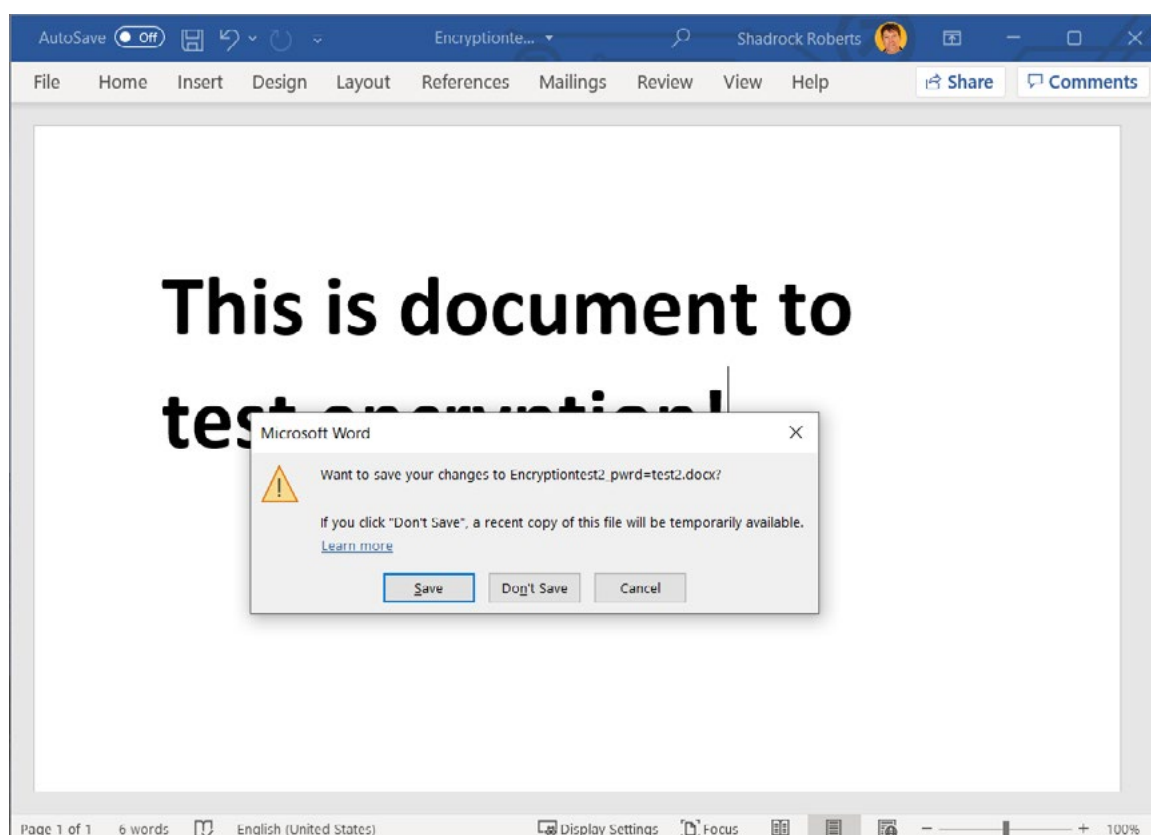 AutoSave Off Encryptionte... Shadrock Roberts
File Home Insert Design Layout References Mailings Review View Help Share Comments
This is document to
test encryption!
Microsoft Word
Want to save your changes to Encryptiontest2_pwrd=test2.docx?
If you click "Don't Save", a recent copy of this file will be temporarily available.
Learn more
Save Don't Save Cancel
Page 1 of 1 6 words English (United States) Display Settings Focus 100%